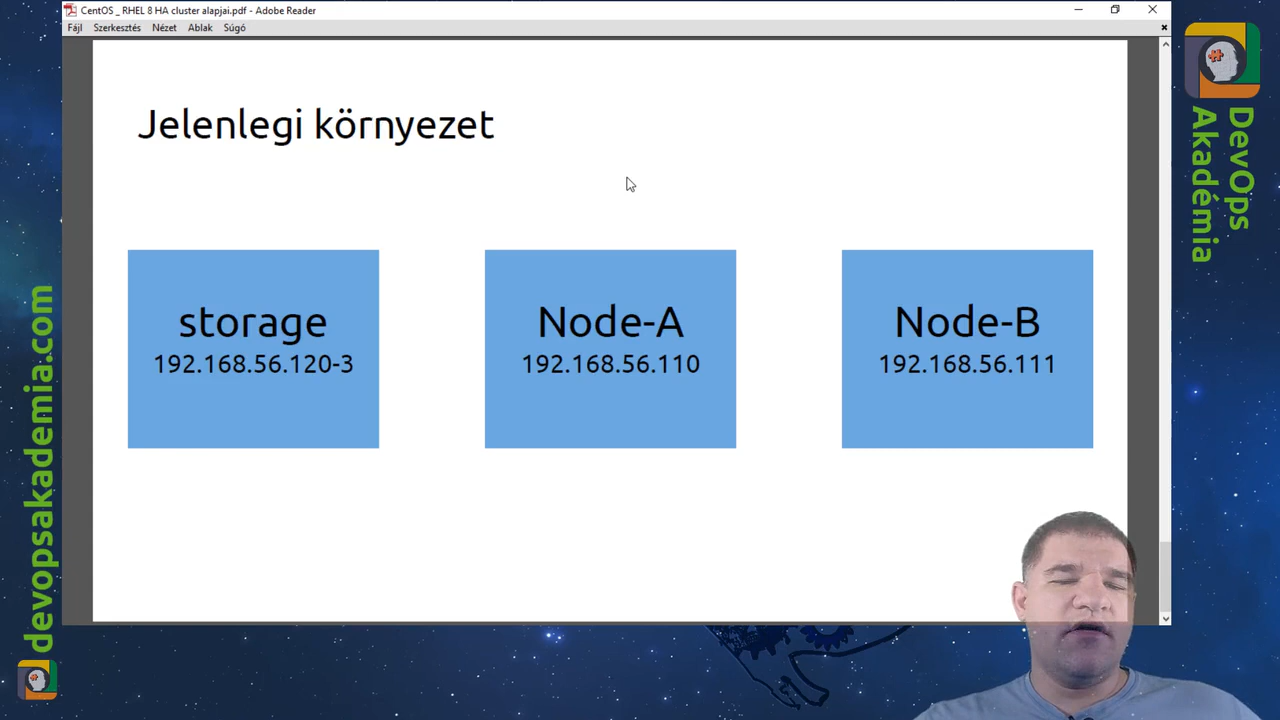 CentOS _ RHEL 8 HA cluster alapjai.pdf - Adobe Reader
Fájl Szerkesztés Nézet Ablak Súgó
Jelenlegi környezet
storage
192.168.56.120-3
Node-A
192.168.56.110
Node-B
192.168.56.111
DevOps
Akadémia
devopsakademia.com